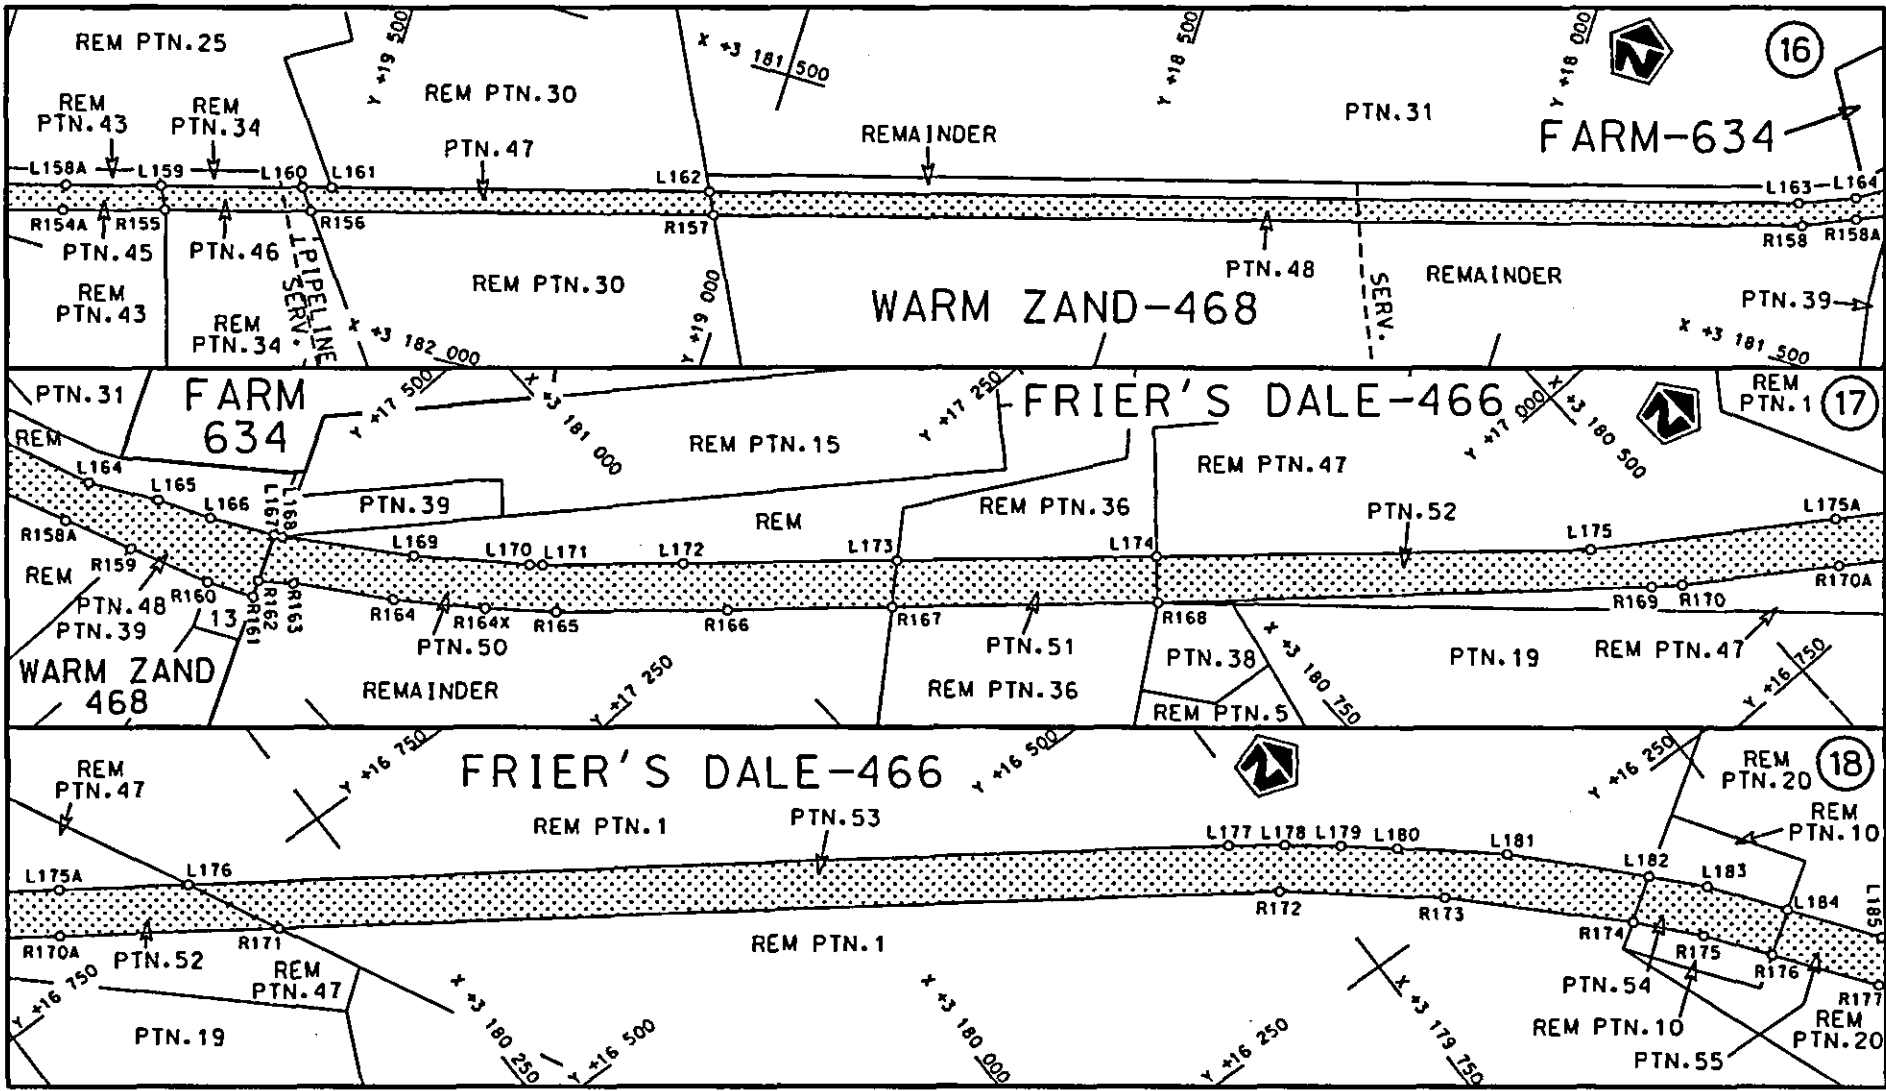 REM PTN.25
Y +19 500
X +3 181 500
Y +18 500
Y +18 000
N
16
REM
PTN.43
REM
PTN.34
REM PTN.30
PTN.47
REMAINDER
PTN.31
FARM-634
L158A
L159
L160
L161
L162
L163
L164
R154A
R155
R156
R157
R158
R158A
PTN.45
PTN.46
PIPELINE
SERV.
REM
PTN.43
REM
PTN.34
REM PTN.30
X +3 182 000
Y +19 000
WARM ZAND-468
PTN.48
SERV.
REMAINDER
PTN.39
X +3 181 500
PTN.31
FARM
634
Y +17 500
X +3 181 000
Y +17 250
FRIER'S DALE-466
Y +17 000
X +3 180 500
N
REM
PTN.1
17
REM
REM PTN.15
REM PTN.47
L164
L165
L166
L167
L168
PTN.39
REM
REM PTN.36
PTN.52
L169
L170
L171
L172
L173
L174
L175
L175A
R158A
R159
R160
R161
R162
R163
R164
R164X
R165
R166
R167
R168
R169
R170
R170A
REM
PTN.48
PTN.39
13
PTN.50
PTN.51
PTN.38
X +3 180 750
PTN.19
REM PTN.47
Y +16 750
WARM ZAND
468
REMAINDER
Y +17 250
REM PTN.36
REM PTN.5
REM
PTN.47
Y +16 750
FRIER'S DALE-466
Y +16 500
N
Y +16 250
REM
PTN.20
18
REM PTN.1
PTN.53
REM
PTN.10
L175A
L176
L177
L178
L179
L180
L181
L182
L183
L184
L185
R170A
R171
R172
R173
R174
R175
R176
R177
PTN.52
REM
PTN.47
REM PTN.1
PTN.54
Y +16 750
PTN.19
X +3 180 250
Y +16 500
X +3 180 000
Y +16 250
X +3 179 750
REM PTN.10
PTN.55
REM
PTN.20